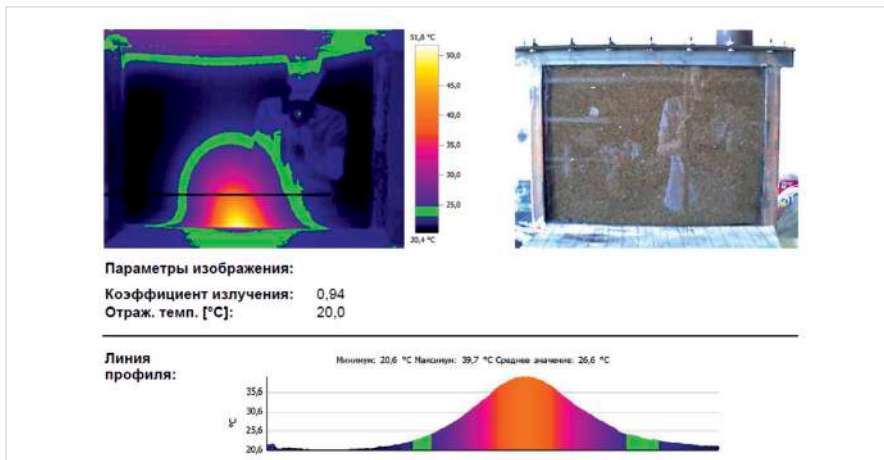 51,8 °C
50,0
45,0
40,0
35,0
30,0
25,0
20,4 °C
Параметры изображения:
Коэффициент излучения: 0,94
Отраж. темп. [°C]: 20,0
Линия
профиля:
Минимум: 20,6 °C Максимум: 39,7 °C Среднее значение: 26,6 °C
°C
35,6
30,6
25,6
20,6